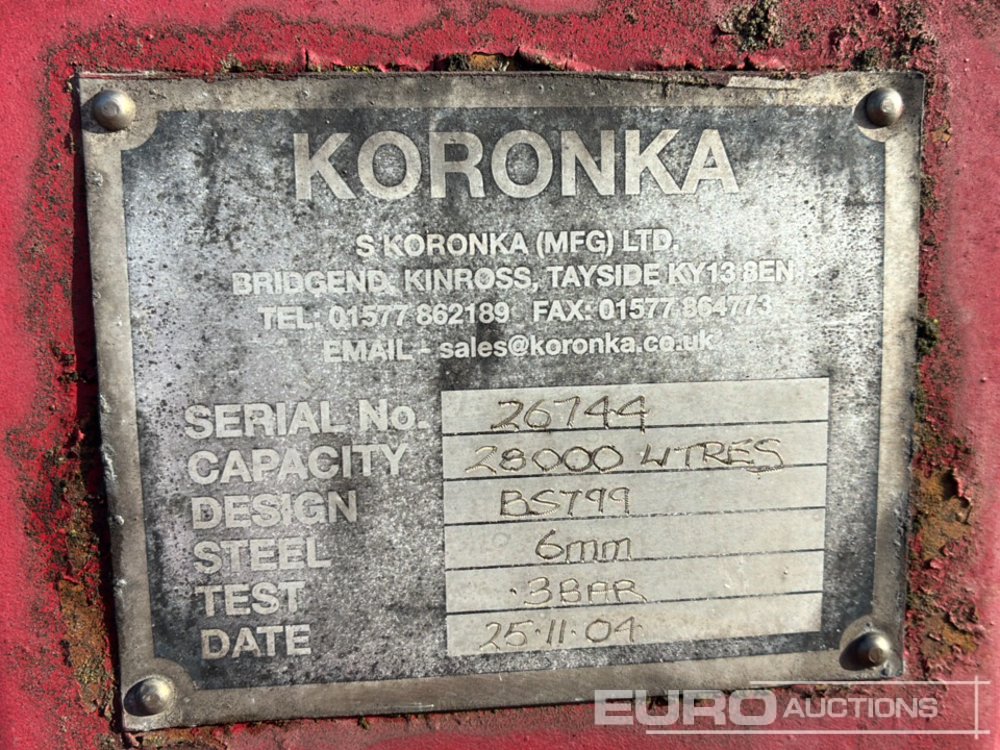 KORONKA
S KORONKA (MFG) LTD.
BRIDGEND, KINROSS, TAYSIDE KY13 8EN
TEL: 01577 862189 FAX: 01577 864773
EMAIL - sales@koronka.co.uk
SERIAL No. 26744
CAPACITY 28000 LITRES
DESIGN BS799
STEEL 6mm
TEST .3BAR
DATE 25.11.04
EURO AUCTIONS